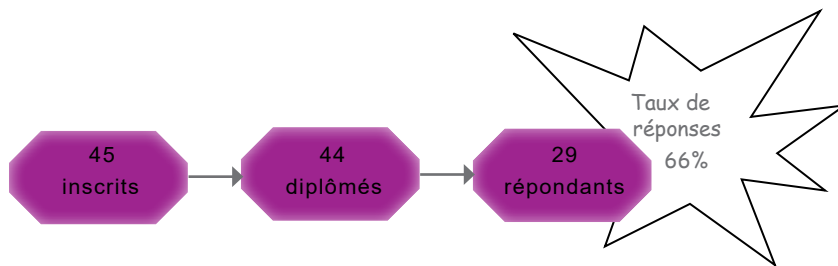 45
inscrits
44
diplômés
29
répondants
Taux de
réponses
66%